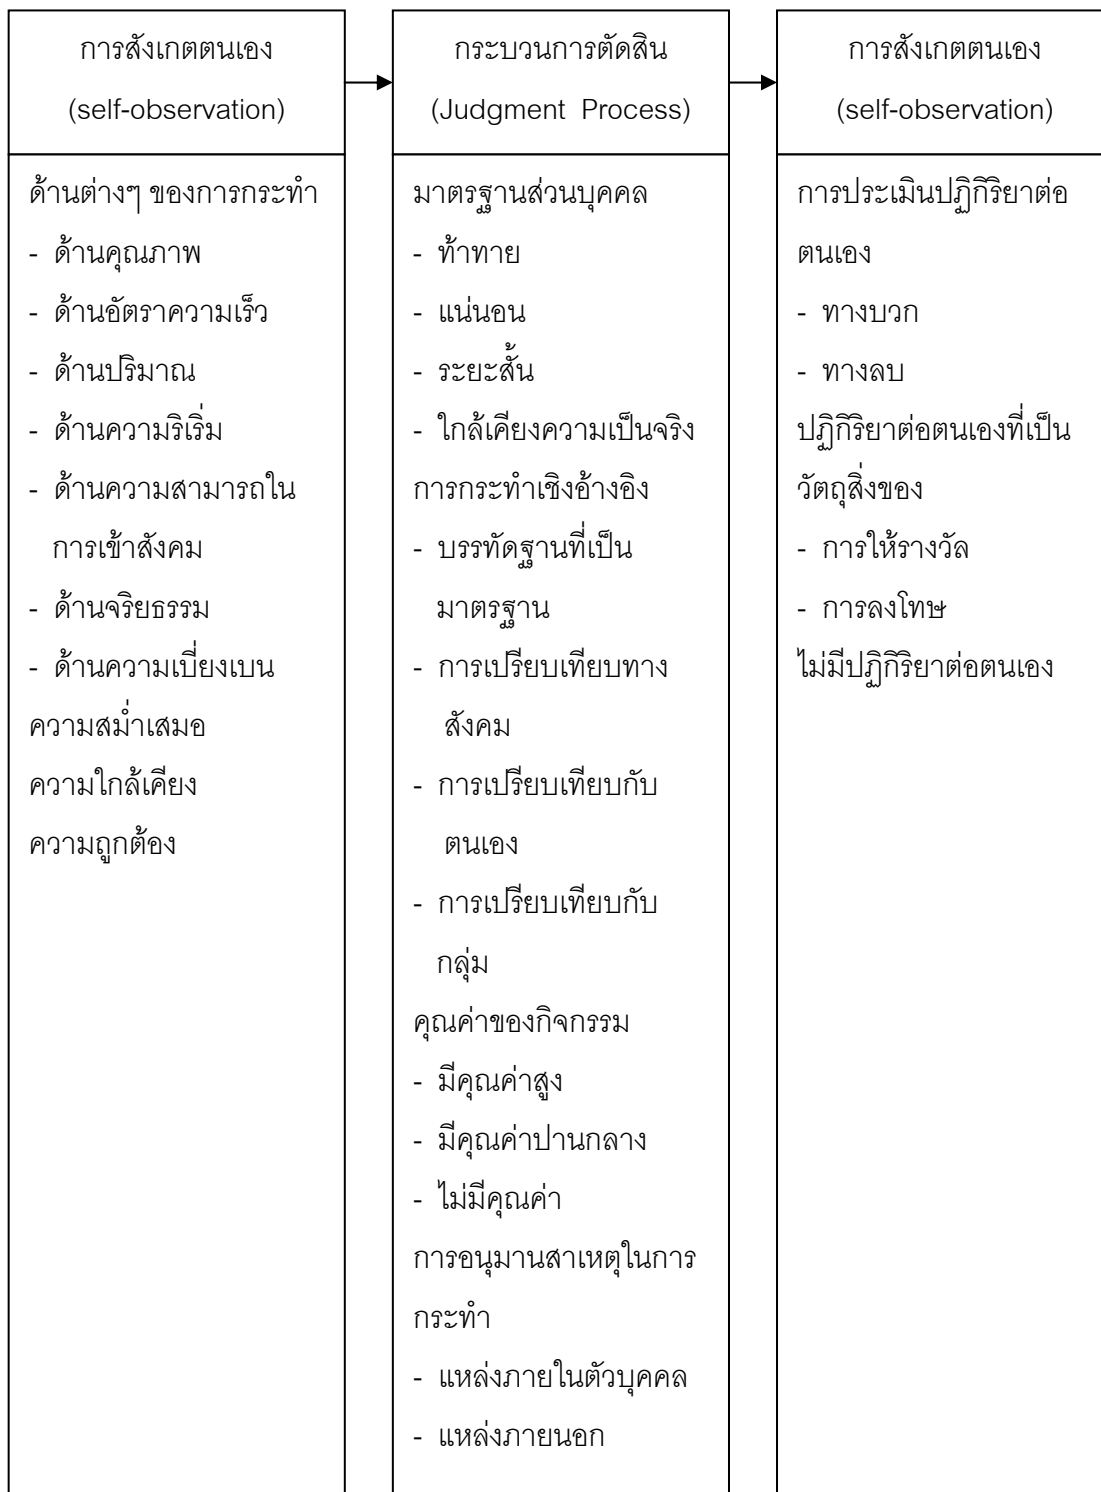 การสังเกตตนเอง
(self-observation)
ด้านต่างๆ ของการกระทำ
- ด้านคุณภาพ
- ด้านอัตราความเร็ว
- ด้านปริมาณ
- ด้านความริเริ่ม
- ด้านความสามารถใน
การเข้าสังคม
- ด้านจริยธรรม
- ด้านความเบี่ยงเบน
ความสม่ำเสมอ
ความใกล้เคียง
ความถูกต้อง
กระบวนการตัดสิน
(Judgment Process)
มาตรฐานส่วนบุคคล
- ท้าทาย
- แน่นอน
- ระยะสั้น
- ใกล้เคียงความเป็นจริง
การกระทำเชิงอ้างอิง
- บรรทัดฐานที่เป็น
มาตรฐาน
- การเปรียบเทียบทาง
สังคม
- การเปรียบเทียบกับ
ตนเอง
- การเปรียบเทียบกับ
กลุ่ม
คุณค่าของกิจกรรม
- มีคุณค่าสูง
- มีคุณค่าปานกลาง
- ไม่มีคุณค่า
การอนุมานสาเหตุในการ
กระทำ
- แหล่งภายในตัวบุคคล
- แหล่งภายนอก
การสังเกตตนเอง
(self-observation)
การประเมินปฏิกิริยาต่อ
ตนเอง
- ทางบวก
- ทางลบ
ปฏิกิริยาต่อตนเองที่เป็น
วัตถุสิ่งของ
- การให้รางวัล
- การลงโทษ
ไม่มีปฏิกิริยาต่อตนเอง